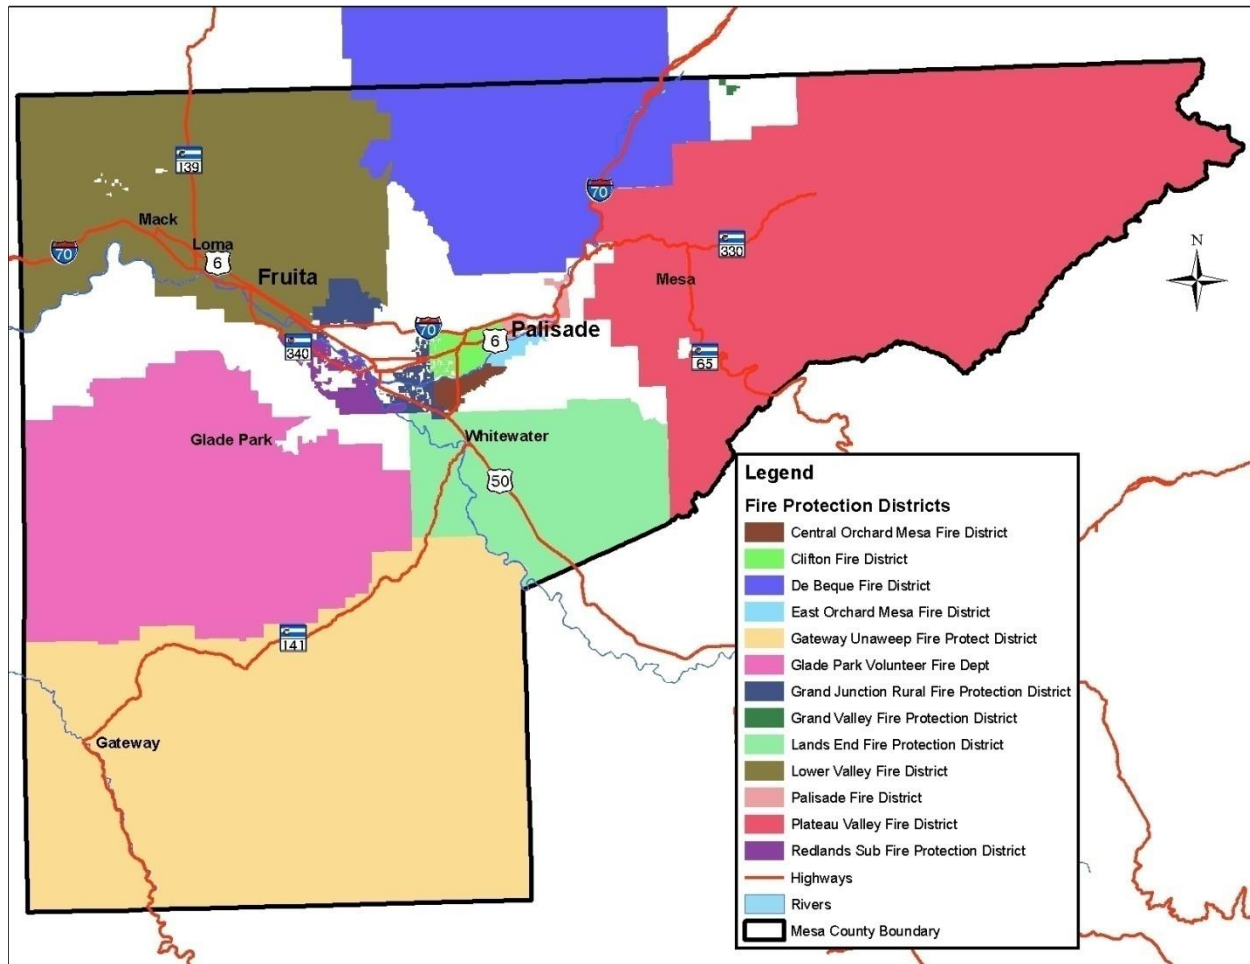 139
Mack
Loma
70
6
Fruita
70
330
Mesa
N
70
Palisade
6
340
65
Glade Park
Whitewater
50
141
Gateway
Legend
Fire Protection Districts
Central Orchard Mesa Fire District
Clifton Fire District
De Beque Fire District
East Orchard Mesa Fire District
Gateway Unaweep Fire Protect District
Glade Park Volunteer Fire Dept
Grand Junction Rural Fire Protection District
Grand Valley Fire Protection District
Lands End Fire Protection District
Lower Valley Fire District
Palisade Fire District
Plateau Valley Fire District
Redlands Sub Fire Protection District
Highways
Rivers
Mesa County Boundary